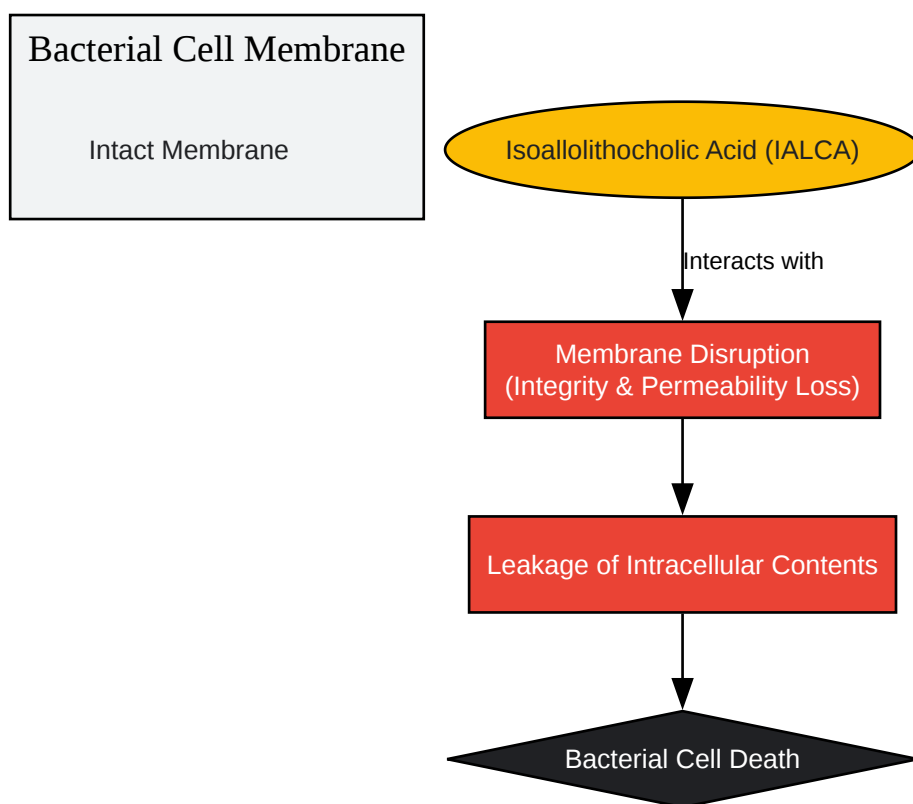 Bacterial Cell Membrane
Intact Membrane
Isoallolithocholic Acid (IALCA)
Interacts with
Membrane Disruption
(Integrity & Permeability Loss)
Leakage of Intracellular Contents
Bacterial Cell Death